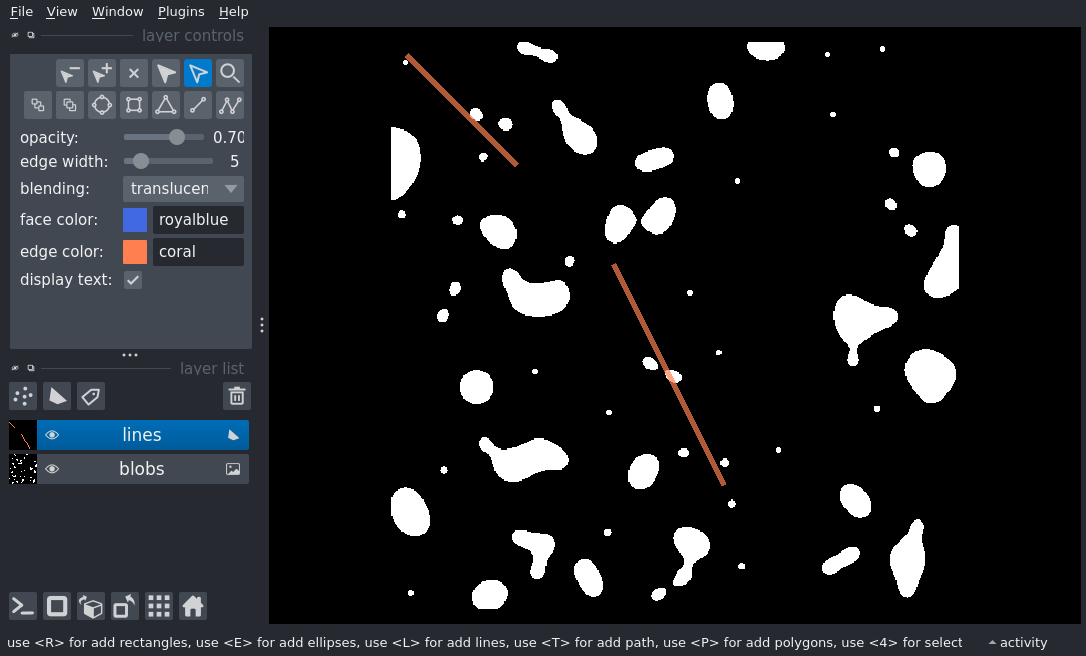 File View Window Plugins Help
layer controls
opacity: 0.70
edge width: 5
blending: translucen
face color: royalblue
edge color: coral
display text:
layer list
lines
blobs
use <R> for add rectangles, use <E> for add ellipses, use <L> for add lines, use <T> for add path, use <P> for add polygons, use <4> for select
activity